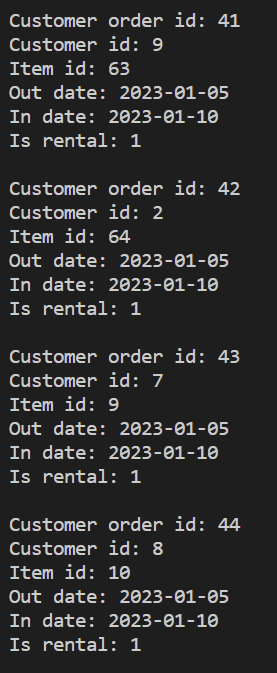 Customer order id: 41
Customer id: 9
Item id: 63
Out date: 2023-01-05
In date: 2023-01-10
Is rental: 1

Customer order id: 42
Customer id: 2
Item id: 64
Out date: 2023-01-05
In date: 2023-01-10
Is rental: 1

Customer order id: 43
Customer id: 7
Item id: 9
Out date: 2023-01-05
In date: 2023-01-10
Is rental: 1

Customer order id: 44
Customer id: 8
Item id: 10
Out date: 2023-01-05
In date: 2023-01-10
Is rental: 1